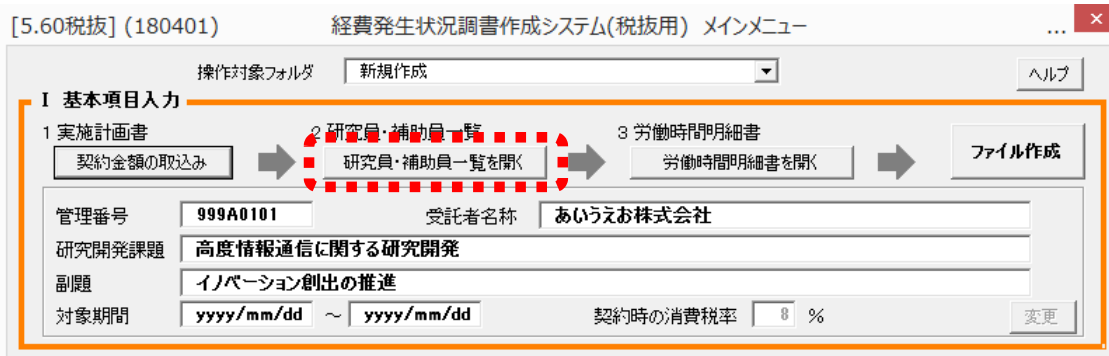 [5.60税抜] (180401) 経費発生状況調書作成システム(税抜用) メインメニュー ... ×
操作対象フォルダ 新規作成 ヘルプ
Ⅰ 基本項目入力
1 実施計画書 2 研究員・補助員一覧 3 労働時間明細書
契約金額の取込み 研究員・補助員一覧を開く 労働時間明細書を開く ファイル作成
管理番号 999A0101 受託者名称 あいうえお株式会社
研究開発課題 高度情報通信に関する研究開発
副題 イノベーション創出の推進
対象期間 yyyy/mm/dd ～ yyyy/mm/dd 契約時の消費税率 8 % 変更